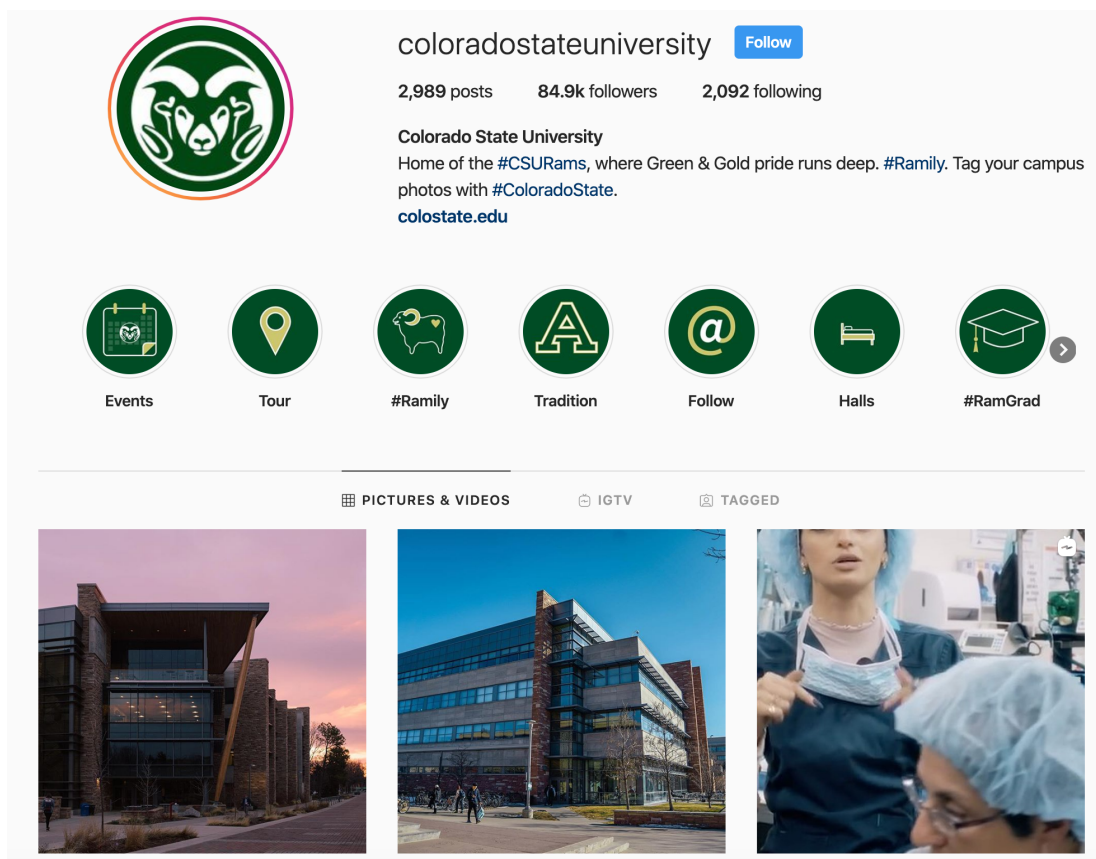 coloradostateuniversity Follow
2,989 posts 84.9k followers 2,092 following
Colorado State University
Home of the #CSURams, where Green & Gold pride runs deep. #Ramily. Tag your campus
photos with #ColoradoState.
colostate.edu
A @
Events Tour #Ramily Tradition Follow Halls #RamGrad
PICTURES & VIDEOS IGTV TAGGED